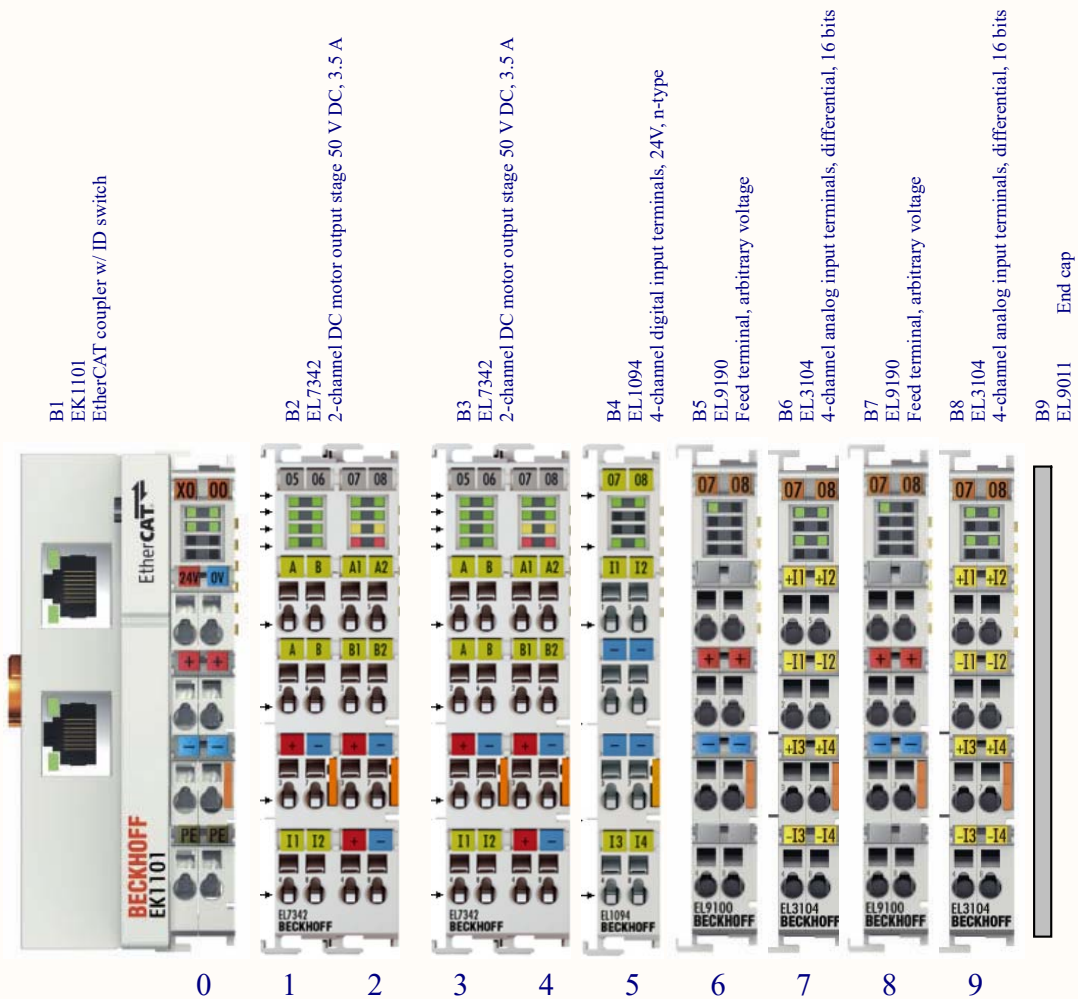 B1
EK1101
EtherCAT coupler w/ ID switch
B2
EL7342
2-channel DC motor output stage 50 V DC, 3.5 A
B3
EL7342
2-channel DC motor output stage 50 V DC, 3.5 A
B4
EL1094
4-channel digital input terminals, 24V, n-type
B5
EL9190
Feed terminal, arbitrary voltage
B6
EL3104
4-channel analog input terminals, differential, 16 bits
B7
EL9190
Feed terminal, arbitrary voltage
B8
EL3104
4-channel analog input terminals, differential, 16 bits
B9
EL9011 End cap
EtherCAT
BECKHOFF
EK1101
X0 00
24V 0V
+ +
− −
PE PE
05 06 07 08
A B A1 A2
A B B1 B2
+ − + −
I1 I2 + −
EL7342
BECKHOFF
05 06 07 08
A B A1 A2
A B B1 B2
+ − + −
I1 I2 + −
EL7342
BECKHOFF
07 08
I1 I2
− −
− −
I3 I4
EL1094
BECKHOFF
07 08
+ +
− −
EL9100
BECKHOFF
07 08
+I1 +I2
-I1 -I2
+I3 +I4
-I3 -I4
EL3104
BECKHOFF
07 08
+ +
− −
EL9100
BECKHOFF
07 08
+I1 +I2
-I1 -I2
+I3 +I4
-I3 -I4
EL3104
BECKHOFF
0 1 2 3 4 5 6 7 8 9